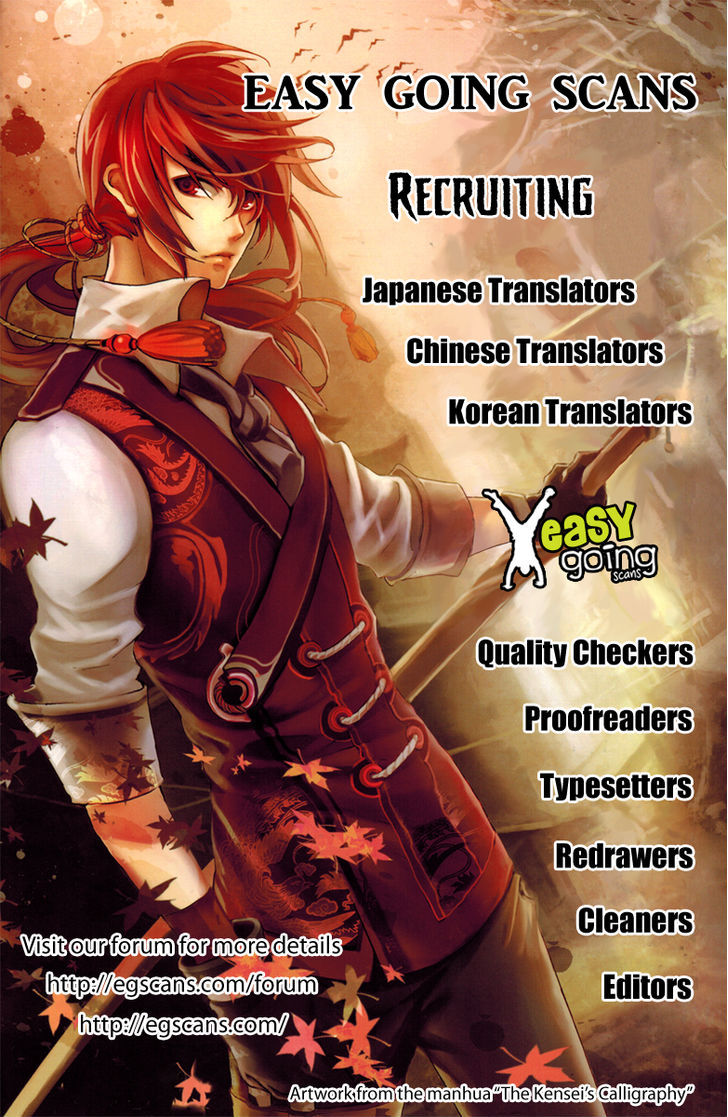 EASY GOING SCANS
RECRUITING
Japanese Translators
Chinese Translators
Korean Translators
easy
going
scans
Quality Checkers
Proofreaders
Typesetters
Redrawers
Cleaners
Editors
Visit our forum for more details
http://egscans.com/forum
http://egscans.com/
Artwork from the manhua "The Kensei's Calligraphy"